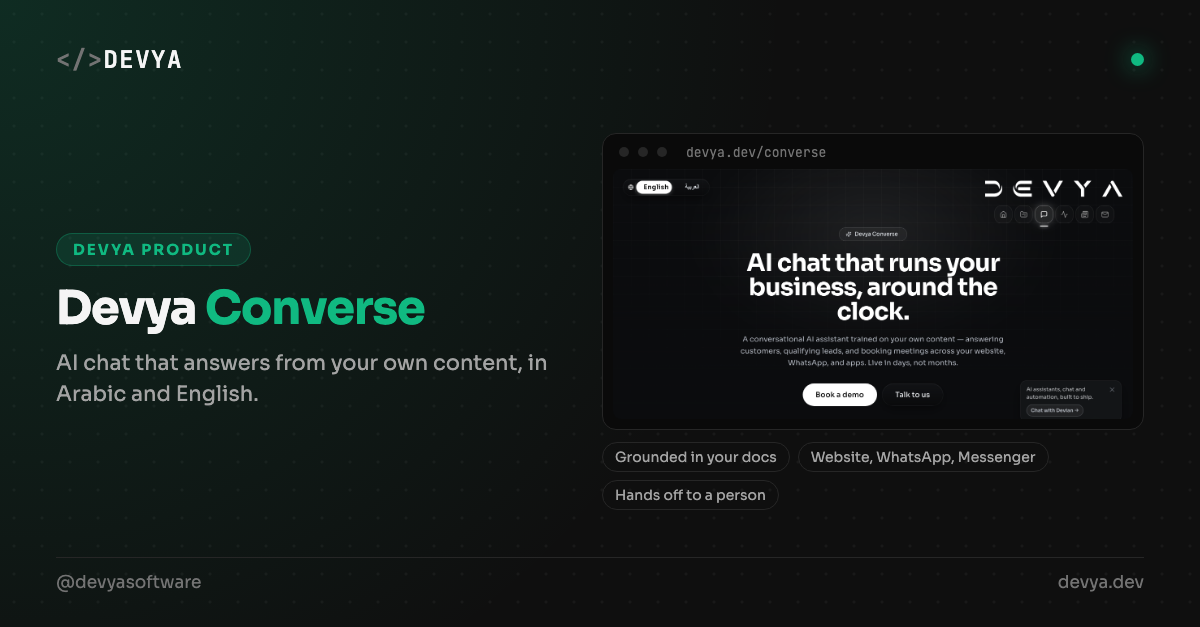 </>DEVYA
DEVYA PRODUCT
Devya Converse
AI chat that answers from your own content, in
Arabic and English.
devya.dev/converse
English
العربية
DEVYA
Devya Converse
AI chat that runs your
business, around the
clock.
A conversational AI assistant trained on your own content — answering
customers, qualifying leads, and booking meetings across your website,
WhatsApp, and apps. Live in days, not months.
Book a demo
Talk to us
AI assistants, chat and
automation, built to ship.
Chat with Devian →
Grounded in your docs
Website, WhatsApp, Messenger
Hands off to a person
@devyasoftware
devya.dev